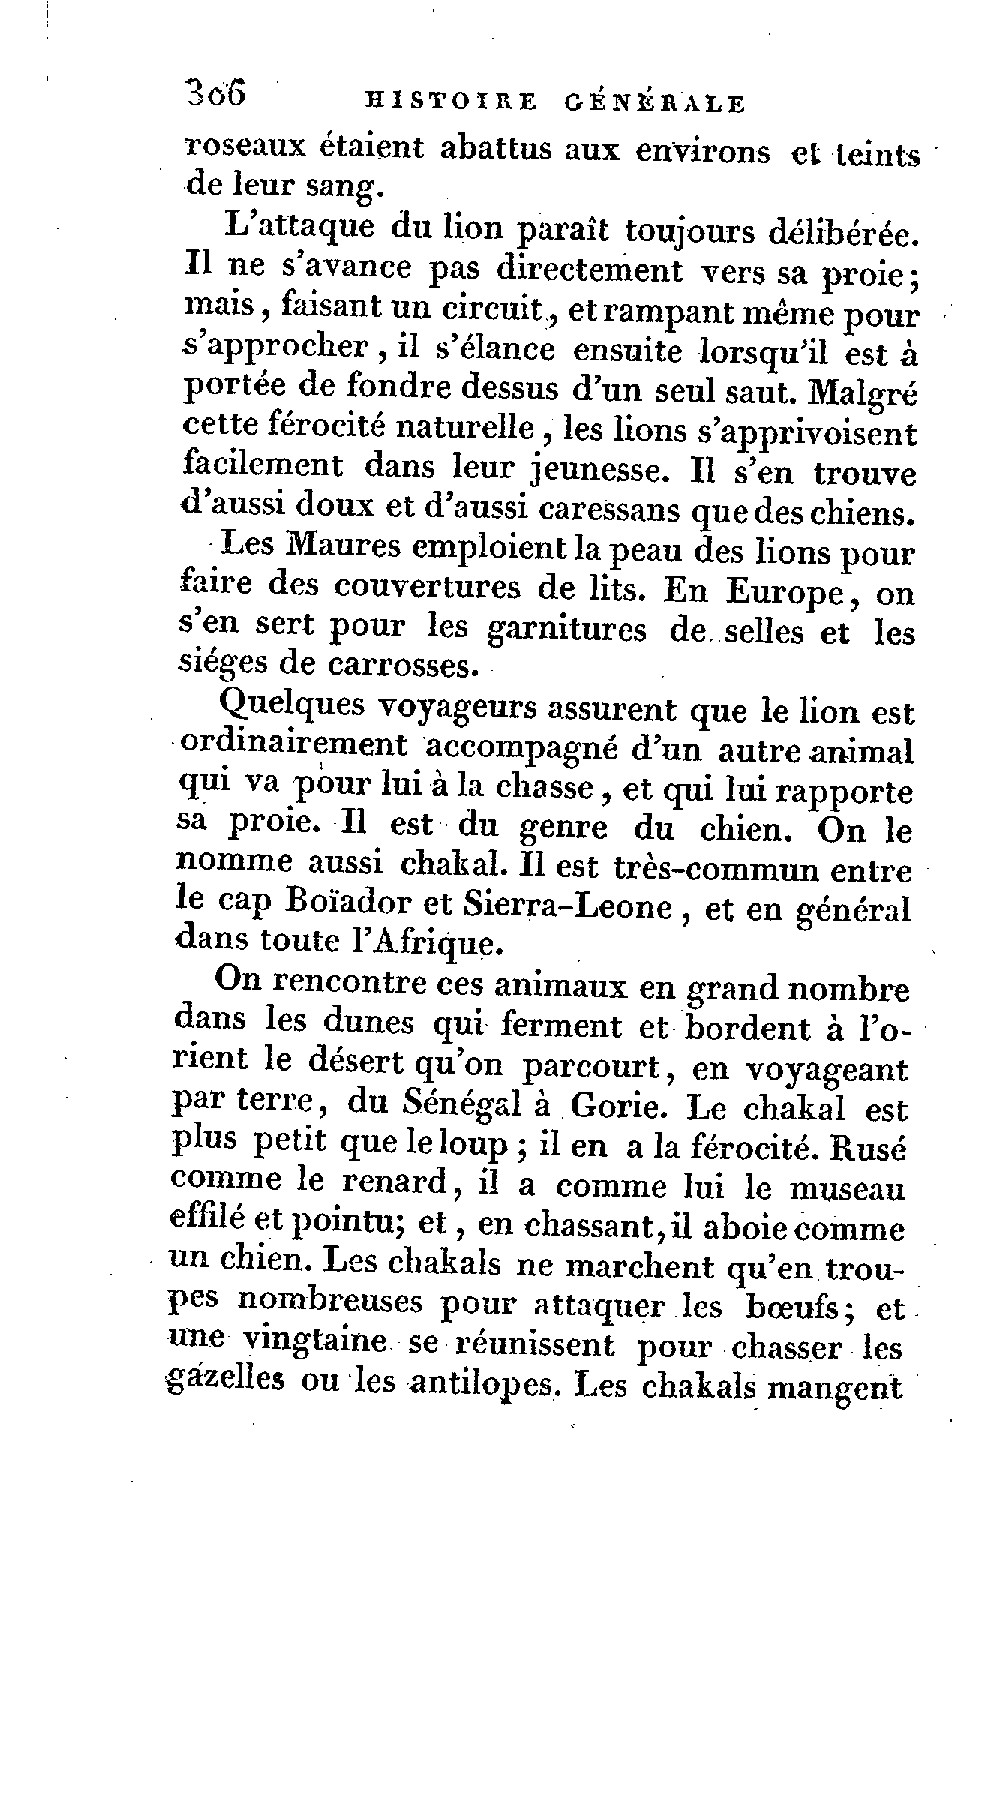 306 HISTOIRE GÉNÉRALE
roseaux étaient abattus aux environs et teints
de leur sang.
L'attaque du lion paraît toujours délibérée.
Il ne s'avance pas directement vers sa proie;
mais, faisant un circuit, et rampant même pour
s'approcher, il s'élance ensuite lorsqu'il est à
portée de fondre dessus d'un seul saut. Malgré
cette férocité naturelle, les lions s'apprivoisent
facilement dans leur jeunesse. Il s'en trouve
d'aussi doux et d'aussi caressans que des chiens.
Les Maures emploient la peau des lions pour
faire des couvertures de lits. En Europe, on
s'en sert pour les garnitures de selles et les
siéges de carrosses.
Quelques voyageurs assurent que le lion est
ordinairement accompagné d'un autre animal
qui va pour lui à la chasse, et qui lui rapporte
sa proie. Il est du genre du chien. On le
nomme aussi chakal. Il est très-commun entre
le cap Boïador et Sierra-Leone, et en général
dans toute l'Afrique.
On rencontre ces animaux en grand nombre
dans les dunes qui ferment et bordent à l'o-
rient le désert qu'on parcourt, en voyageant
par terre, du Sénégal à Gorie. Le chakal est
plus petit que le loup; il en a la férocité. Rusé
comme le renard, il a comme lui le museau
effilé et pointu; et, en chassant, il aboie comme
un chien. Les chakals ne marchent qu'en trou-
pes nombreuses pour attaquer les bœufs; et
une vingtaine se réunissent pour chasser les
gazelles ou les antilopes. Les chakals mangent